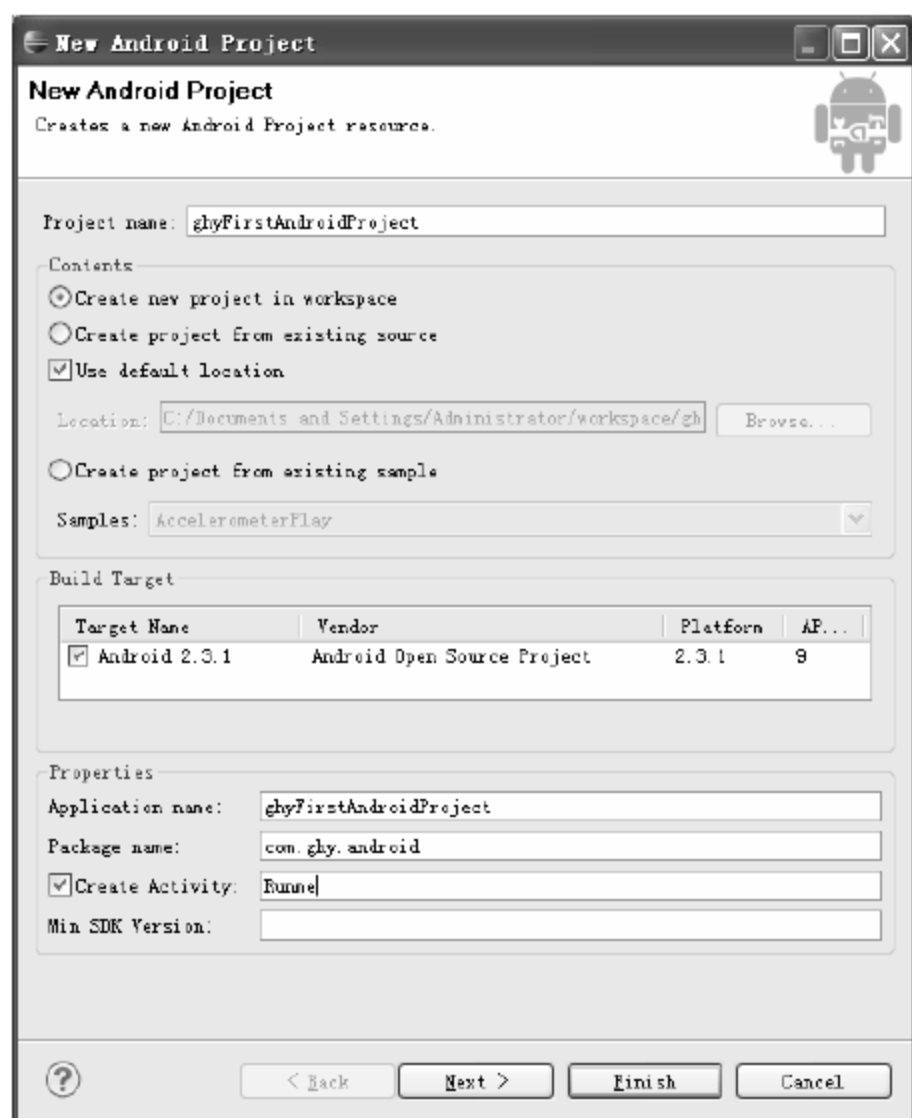 New Android Project
New Android Project
Creates a new Android Project resource.
Project name: ghyFirstAndroidProject
Contents
Create new project in workspace
Create project from existing source
Use default location
Location: C:/Documents and Settings/Administrator/workspace/gh Browse...
Create project from existing sample
Samples: AccelerometerPlay
Build Target
Target Name Vendor Platform AP...
Android 2.3.1 Android Open Source Project 2.3.1 9
Properties
Application name: ghyFirstAndroidProject
Package name: com.ghy.android
Create Activity: Runne
Min SDK Version:
? < Back Next > Finish Cancel